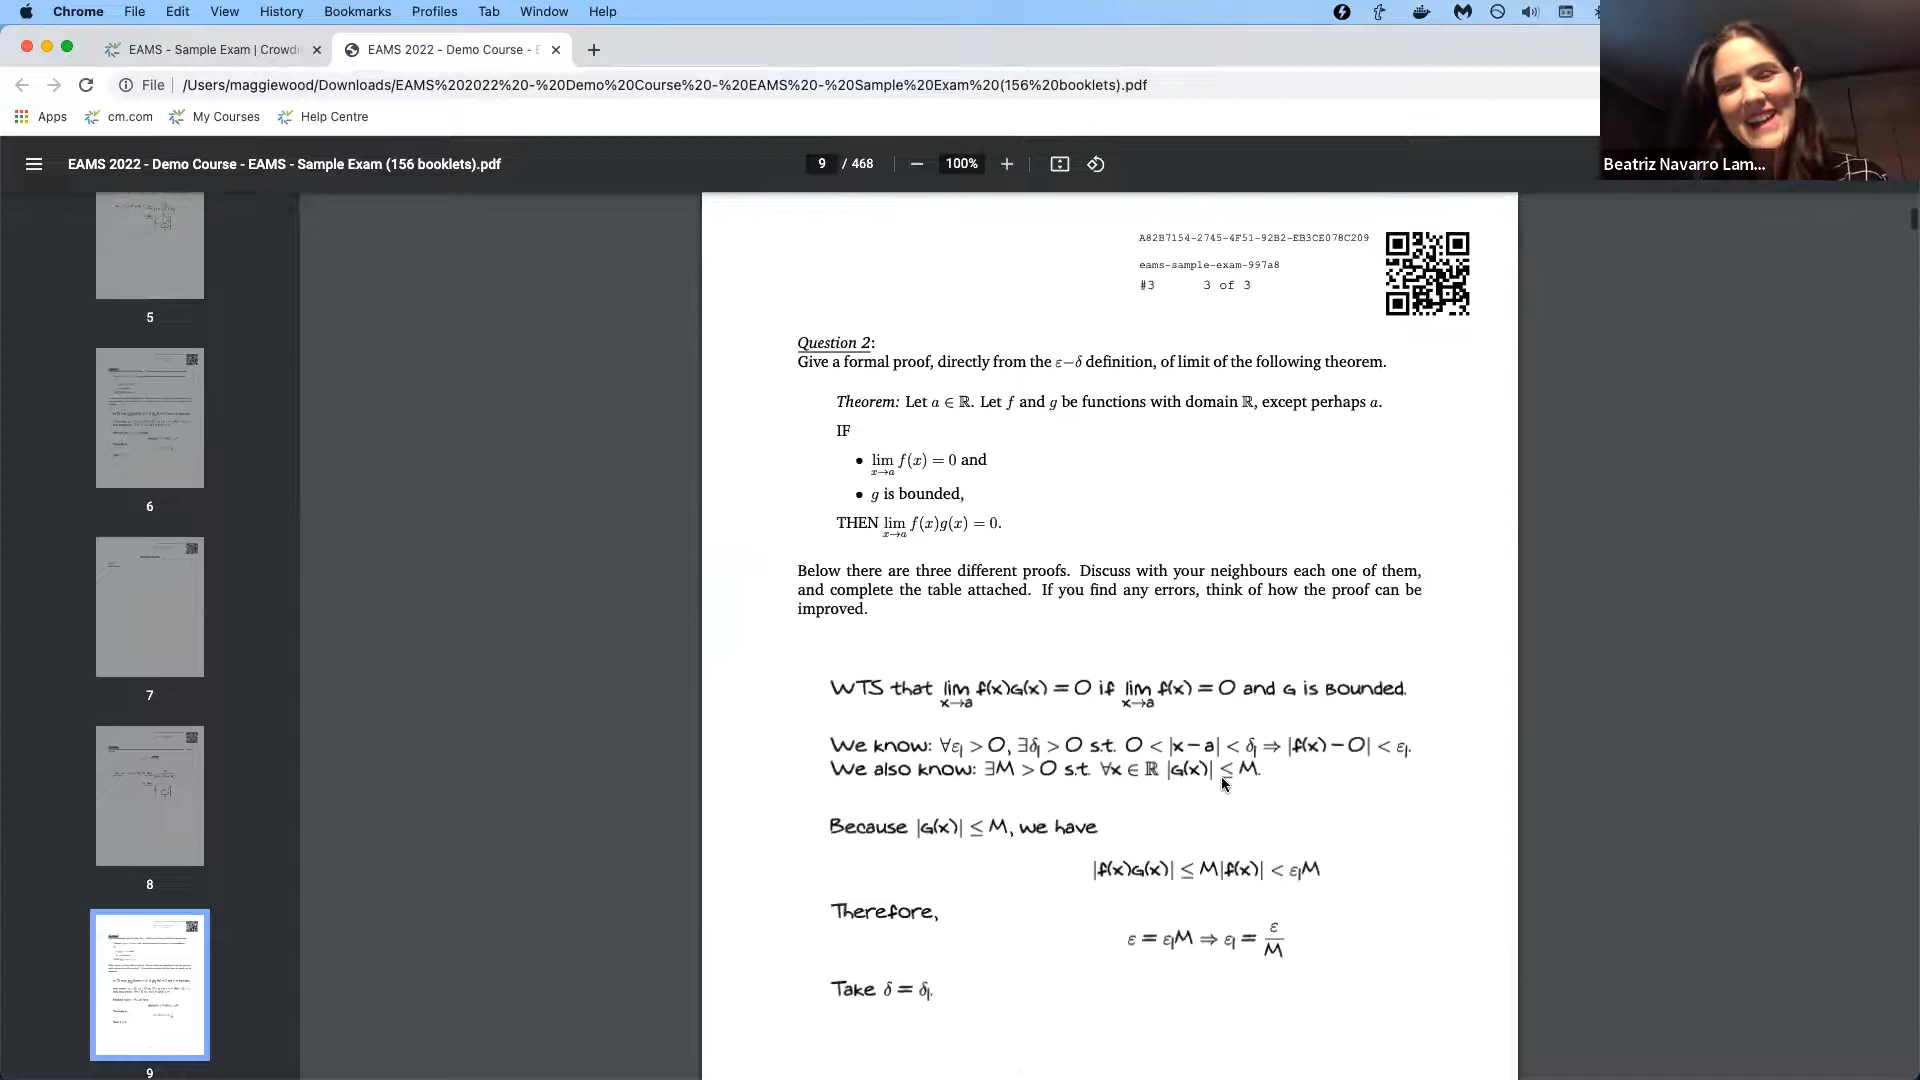 Chrome File Edit View History Bookmarks Profiles Tab Window Help
EAMS - Sample Exam | Crowd
EAMS 2022 - Demo Course - E
File /Users/maggiewood/Downloads/EAMS%202022%20-%20Demo%20Course%20-%20EAMS%20-%20Sample%20Exam%20(156%20booklets).pdf
Apps cm.com My Courses Help Centre
Beatriz Navarro Lam...
EAMS 2022 - Demo Course - EAMS - Sample Exam (156 booklets).pdf
9 / 468 — 100% +
5
6
7
8
9
A82B7154-2745-4F51-92B2-EB3CE078C209
eams-sample-exam-997a8
#3 3 of 3
Question 2:
Give a formal proof, directly from the ε−δ definition, of limit of the following theorem.
Theorem: Let a ∈ ℝ. Let f and g be functions with domain ℝ, except perhaps a.
IF
• lim x→a f(x) = 0 and
• g is bounded,
THEN lim x→a f(x)g(x) = 0.
Below there are three different proofs. Discuss with your neighbours each one of them,
and complete the table attached. If you find any errors, think of how the proof can be
improved.
WTS that lim x→a f(x)G(x) = 0 if lim x→a f(x) = 0 and G is Bounded.
We know: ∀ε₁ > 0, ∃δ₁ > 0 s.t. 0 < |x − a| < δ₁ ⇒ |f(x) − 0| < ε₁.
We also know: ∃M > 0 s.t. ∀x ∈ ℝ |G(x)| ≤ M.
Because |G(x)| ≤ M, we have
|f(x)G(x)| ≤ M|f(x)| < ε₁M
Therefore,
ε = ε₁M ⇒ ε₁ = ε/M
Take δ = δ₁.